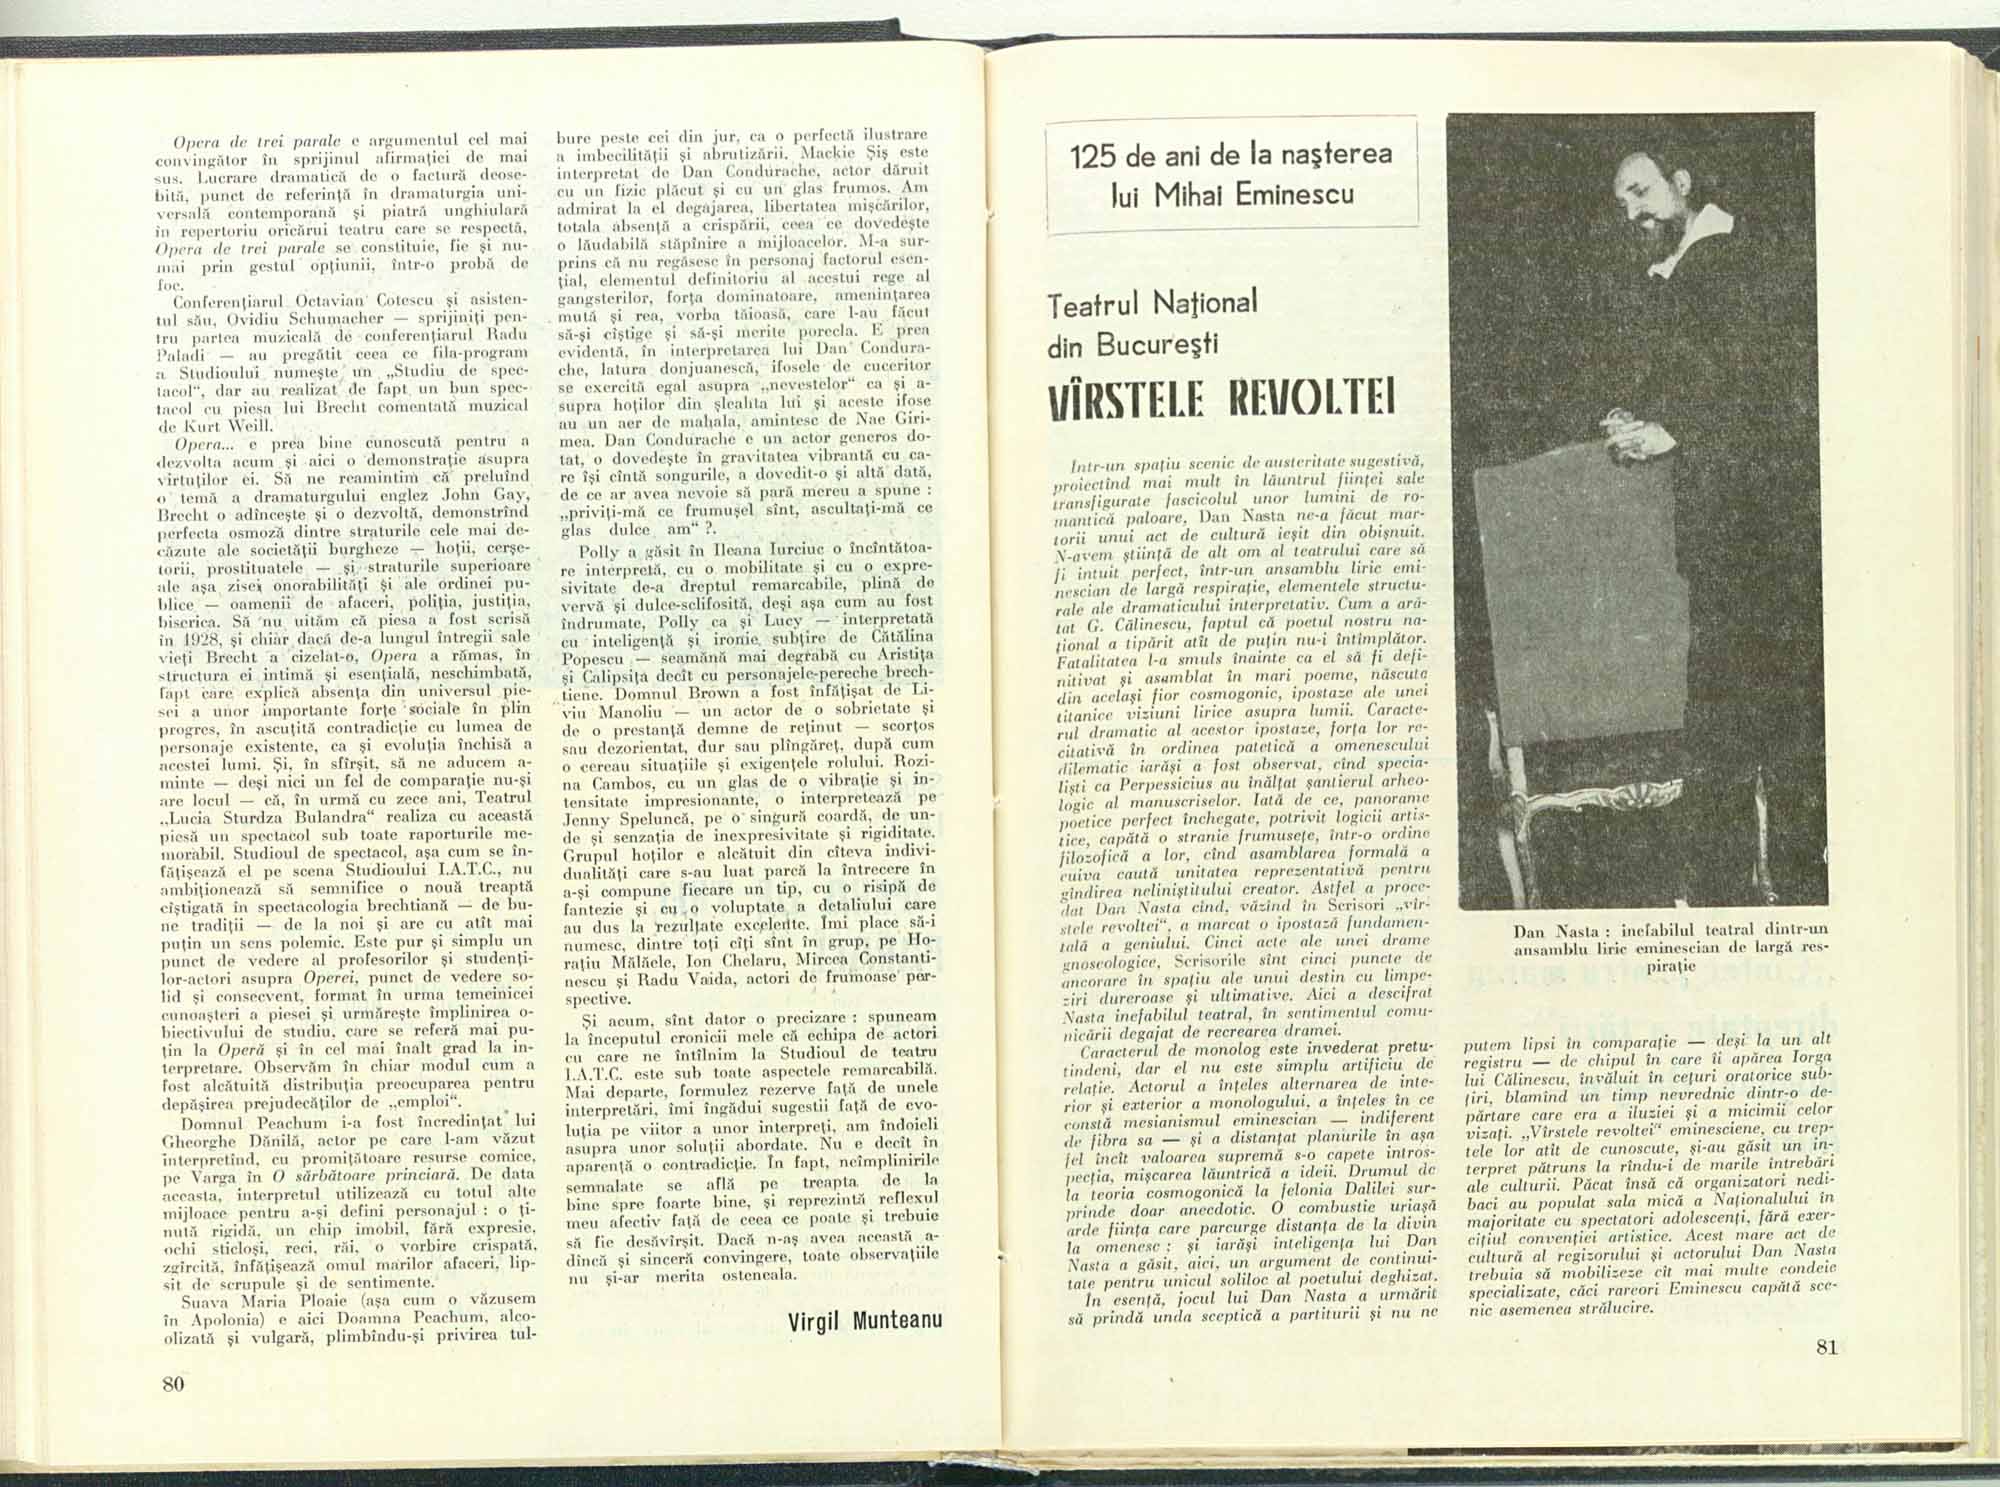 Opera de trei parale e argumentul cel mai
convingător în sprijinul afirmației de mai
sus. Lucrare dramatică de o factură deose-
bită, punct de referință în dramaturgia uni-
versală contemporană și piatră unghiulară
în repertoriu oricărui teatru care se respectă,
Opera de trei parale se constituie, fie și nu-
mai prin gestul opțiunii, într-o probă de
foc.
Conferențiarul Octavian Cotescu și asisten-
tul său, Ovidiu Schumacher — sprijiniți pen-
tru partea muzicală de conferențiarul Radu
Paladi — au pregătit ceea ce fila-program
a Studioului numește un „Studiu de spec-
tacol“, dar au realizat de fapt un bun spec-
tacol cu piesa lui Brecht comentată muzical
de Kurt Weill.
Opera... e prea bine cunoscută pentru a
dezvolta acum și aici o demonstrație asupra
virtuților ei. Să ne reamintim că preluînd
o temă a dramaturgului englez John Gay,
Brecht o adîncește și o dezvoltă, demonstrînd
perfecta osmoză dintre straturile cele mai de-
căzute ale societății burgheze — hoții, cerșe-
torii, prostituatele — și straturile superioare
ale așa zisei onorabilități și ale ordinei pu-
blice — oamenii de afaceri, poliția, justiția,
biserica. Să nu uităm că piesa a fost scrisă
în 1928, și chiar dacă de-a lungul întregii sale
vieți Brecht a cizelat-o, Opera a rămas, în
structura ei intimă și esențială, neschimbată,
fapt care explică absența din universul pie-
sei a unor importante forțe sociale în plin
progres, în ascuțită contradicție cu lumea de
personaje existente, ca și evoluția închisă a
acestei lumi. Și, în sfîrșit, să ne aducem a-
minte — deși nici un fel de comparație nu-și
are locul — că, în urmă cu zece ani, Teatrul
„Lucia Sturdza Bulandra“ realiza cu această
piesă un spectacol sub toate raporturile me-
morabil. Studioul de spectacol, așa cum se în-
fățișează el pe scena Studioului I.A.T.C., nu
ambiționează să semnifice o nouă treaptă
cîștigată în spectacologia brechtiană — de bu-
ne tradiții — de la noi și are cu atît mai
puțin un sens polemic. Este pur și simplu un
punct de vedere al profesorilor și studenți-
lor-actori asupra Operei, punct de vedere so-
lid și consecvent, format în urma temeinicei
cunoașteri a piesei și urmărește împlinirea o-
biectivului de studiu, care se referă mai pu-
țin la Operă și în cel mai înalt grad la in-
terpretare. Observăm în chiar modul cum a
fost alcătuită distribuția preocuparea pentru
depășirea prejudecăților de „emploi“.
Domnul Peachum i-a fost încredințat lui
Gheorghe Dănilă, actor pe care l-am văzut
interpretînd, cu promițătoare resurse comice,
pe Varga în O sărbătoare princiară. De data
aceasta, interpretul utilizează cu totul alte
mijloace pentru a-și defini personajul : o ți-
nută rigidă, un chip imobil, fără expresie,
ochi sticloși, reci, răi, o vorbire crispată,
zgîrcită, înfățișează omul marilor afaceri, lip-
sit de scrupule și de sentimente.
Suava Maria Ploaie (așa cum o văzusem
în Apolonia) e aici Doamna Peachum, alco-
olizată și vulgară, plimbîndu-și privirea tul-
80
bure peste cei din jur, ca o perfectă ilustrare
a imbecilității și abrutizării. Mackie Șiș este
interpretat de Dan Condurache, actor dăruit
cu un fizic plăcut și cu un glas frumos. Am
admirat la el degajarea, libertatea mișcărilor,
totala absență a crispării, ceea ce dovedește
o lăudabilă stăpînire a mijloacelor. M-a sur-
prins că nu regăsesc în personaj factorul esen-
țial, elementul definitoriu al acestui rege al
gangsterilor, forța dominatoare, amenințarea
mută și rea, vorba tăioasă, care l-au făcut
să-și cîștige și să-și merite porecla. E prea
evidentă, în interpretarea lui Dan Condura-
che, latura donjuanescă, ifosele de cuceritor
se exercită egal asupra „nevestelor“ ca și a-
supra hoților din șleahta lui și aceste ifose
au un aer de mahala, amintesc de Nae Giri-
mea. Dan Condurache e un actor generos do-
tat, o dovedește în gravitatea vibrantă cu ca-
re își cîntă songurile, a dovedit-o și altă dată,
de ce ar avea nevoie să pară mereu a spune :
„priviți-mă ce frumușel sînt, ascultați-mă ce
glas dulce am“ ?.
Polly a găsit în Ileana Iurciuc o încîntătoa-
re interpretă, cu o mobilitate și cu o expre-
sivitate de-a dreptul remarcabile, plină de
vervă și dulce-sclifosită, deși așa cum au fost
îndrumate, Polly ca și Lucy — interpretată
cu inteligență și ironie subțire de Cătălina
Popescu — seamănă mai degrabă cu Aristița
și Calipsița decît cu personajele-pereche brech-
tiene. Domnul Brown a fost înfățișat de Li-
viu Manoliu — un actor de o sobrietate și
de o prestanță demne de reținut — scorțos
sau dezorientat, dur sau plîngăreț, după cum
o cereau situațiile și exigențele rolului. Rozi-
na Cambos, cu un glas de o vibrație și in-
tensitate impresionante, o interpretează pe
Jenny Speluncă, pe o singură coardă, de un-
de și senzația de inexpresivitate și rigiditate.
Grupul hoților e alcătuit din cîteva indivi-
dualități care s-au luat parcă la întrecere în
a-și compune fiecare un tip, cu o risipă de
fantezie și cu o voluptate a detaliului care
au dus la rezultate excelente. Îmi place să-i
numesc, dintre toți cîți sînt în grup, pe Ho-
rațiu Mălăele, Ion Chelaru, Mircea Constanti-
nescu și Radu Vaida, actori de frumoase per-
spective.
Și acum, sînt dator o precizare : spuneam
la începutul cronicii mele că echipa de actori
cu care ne întîlnim la Studioul de teatru
I.A.T.C. este sub toate aspectele remarcabilă.
Mai departe, formulez rezerve față de unele
interpretări, îmi îngădui sugestii față de evo-
luția pe viitor a unor interpreți, am îndoieli
asupra unor soluții abordate. Nu e decît în
aparență o contradicție. În fapt, neîmplinirile
semnalate se află pe treapta de la
bine spre foarte bine, și reprezintă reflexul
meu afectiv față de ceea ce poate și trebuie
să fie desăvîrșit. Dacă n-aș avea această a-
dîncă și sinceră convingere, toate observațiile
nu și-ar merita osteneala.
Virgil Munteanu
125 de ani de la nașterea
lui Mihai Eminescu
Teatrul Național
din București
VÎRSTELE REVOLTEI
Într-un spațiu scenic de austeritate sugestivă,
proiectînd mai mult în lăuntrul ființei sale
transfigurate fascicolul unor lumini de ro-
mantică paloare, Dan Nasta ne-a făcut mar-
torii unui act de cultură ieșit din obișnuit.
N-avem știință de alt om al teatrului care să
fi intuit perfect, într-un ansamblu liric emi-
nescian de largă respirație, elementele structu-
rale ale dramaticului interpretativ. Cum a ară-
tat G. Călinescu, faptul că poetul nostru na-
țional a tipărit atît de puțin nu-i întîmplător.
Fatalitatea l-a smuls înainte ca el să fi defi-
nitivat și asamblat în mari poeme, născute
din același fior cosmogonic, ipostaze ale unei
titanice viziuni lirice asupra lumii. Caracte-
rul dramatic al acestor ipostaze, forța lor re-
citativă în ordinea patetică a omenescului
dilematic iarăși a fost observat, cînd specia-
liști ca Perpessicius au înălțat șantierul arheo-
logic al manuscriselor. Iată de ce, panorame
poetice perfect închegate, potrivit logicii artis-
tice, capătă o stranie frumusețe, într-o ordine
filozofică a lor, cînd asamblarea formală a
cuiva caută unitatea reprezentativă pentru
gîndirea neliniștitului creator. Astfel a proce-
dat Dan Nasta cînd, văzînd în Scrisori „vîr-
stele revoltei“, a marcat o ipostază fundamen-
tală a geniului. Cinci acte ale unei drame
gnoseologice, Scrisorile sînt cinci puncte de
ancorare în spațiu ale unui destin cu limpe-
ziri dureroase și ultimative. Aici a descifrat
Nasta inefabilul teatral, în sentimentul comu-
nicării degajat de recrearea dramei.
Caracterul de monolog este învederat pretu-
tindeni, dar el nu este simplu artificiu de
relație. Actorul a înțeles alternarea de inte-
rior și exterior a monologului, a înțeles în ce
constă mesianismul eminescian — indiferent
de fibra sa — și a distanțat planurile în așa
fel încît valoarea supremă s-o capete intros-
pecția, mișcarea lăuntrică a ideii. Drumul de
la teoria cosmogonică la felonia Dalilei sur-
prinde doar anecdotic. O combustie uriașă
arde ființa care parcurge distanța de la divin
la omenesc ; și iarăși inteligența lui Dan
Nasta a găsit, aici, un argument de continui-
tate pentru unicul soliloc al poetului deghizat.
În esență, jocul lui Dan Nasta a urmărit
să prindă unda sceptică a partiturii și nu ne
Dan Nasta : inefabilul teatral dintr-un
ansamblu liric eminescian de largă res-
pirație
putem lipsi în comparație — deși la un alt
registru — de chipul în care îi apărea Iorga
lui Călinescu, învăluit în cețuri oratorice sub-
țiri, blamînd un timp nevrednic dintr-o de-
părtare care era a iluziei și a micimii celor
vizați. „Vîrstele revoltei“ eminesciene, cu trep-
tele lor atît de cunoscute, și-au găsit un in-
terpret pătruns la rîndu-i de marile întrebări
ale culturii. Păcat însă că organizatori nedi-
baci au populat sala mică a Naționalului în
majoritate cu spectatori adolescenți, fără exer-
cițiul convenției artistice. Acest mare act de
cultură al regizorului și actorului Dan Nasta
trebuia să mobilizeze cît mai multe condeie
specializate, căci rareori Eminescu capătă sce-
nic asemenea strălucire.
81